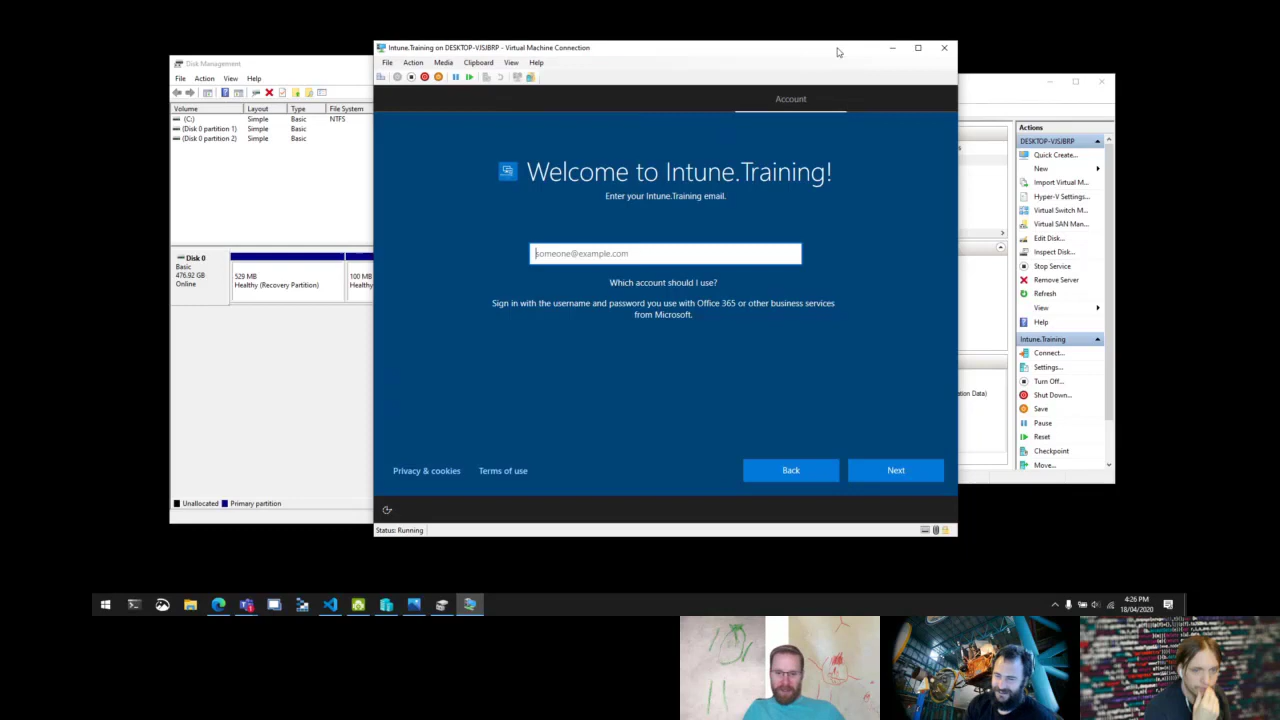 Disk Management
File Action View Help
Volume Layout Type File System
(C:) Simple Basic NTFS
(Disk 0 partition 1) Simple Basic
(Disk 0 partition 2) Simple Basic
Disk 0
Basic
476.92 GB
Online
529 MB
Healthy (Recovery Partition)
100 MB
Healthy
Unallocated Primary partition
Intune.Training on DESKTOP-VJSJBRP - Virtual Machine Connection
File Action Media Clipboard View Help
Account
Welcome to Intune.Training!
Enter your Intune.Training email.
someone@example.com
Which account should I use?
Sign in with the username and password you use with Office 365 or other business services
from Microsoft.
Privacy & cookies Terms of use Back Next
Status: Running
ation Data)
Actions
DESKTOP-VJSJBRP
Quick Create...
New
Import Virtual M...
Hyper-V Settings...
Virtual Switch M...
Virtual SAN Man...
Edit Disk...
Inspect Disk...
Stop Service
Remove Server
Refresh
View
Help
Intune.Training
Connect...
Settings...
Turn Off...
Shut Down...
Save
Pause
Reset
Checkpoint
Move...
4:26 PM
18/04/2020